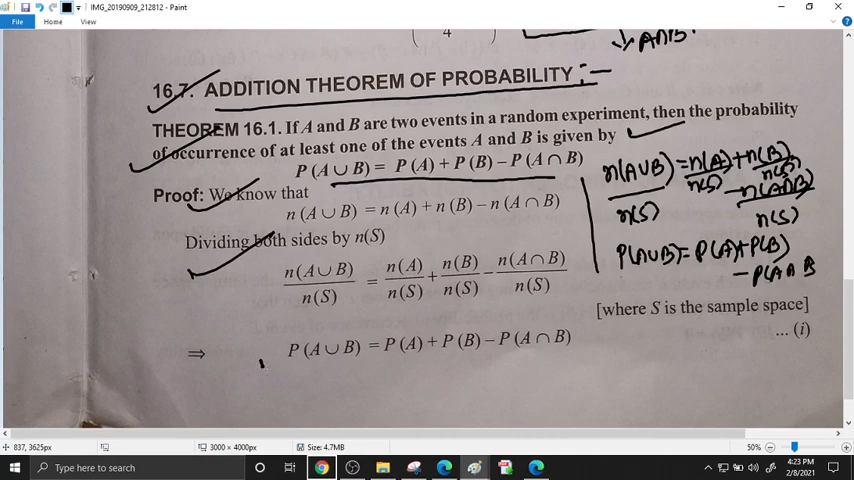 IMG_20190909_212812 - Paint
File Home View
4
↓ A∩B.
16.7. ADDITION THEOREM OF PROBABILITY :-
THEOREM 16.1. If A and B are two events in a random experiment, then the probability
of occurrence of at least one of the events A and B is given by
P (A ∪ B) = P (A) + P (B) – P (A ∩ B)
Proof: We know that
n (A ∪ B) = n (A) + n (B) – n (A ∩ B)
Dividing both sides by n(S)
n (A ∪ B) / n (S) = n (A) / n (S) + n (B) / n (S) – n (A ∩ B) / n (S)
[where S is the sample space]
⇒ P (A ∪ B) = P (A) + P (B) – P (A ∩ B) ... (i)
n(A∪B) / n(S) = n(A) / n(S) + n(B) / n(S)
- n(A∩B) / n(S)
P(A∪B) = P(A) + P(B)
- P(A ∩ B
837, 3625px 3000 × 4000px Size: 4.7MB 50%
Type here to search
4:23 PM
2/8/2021